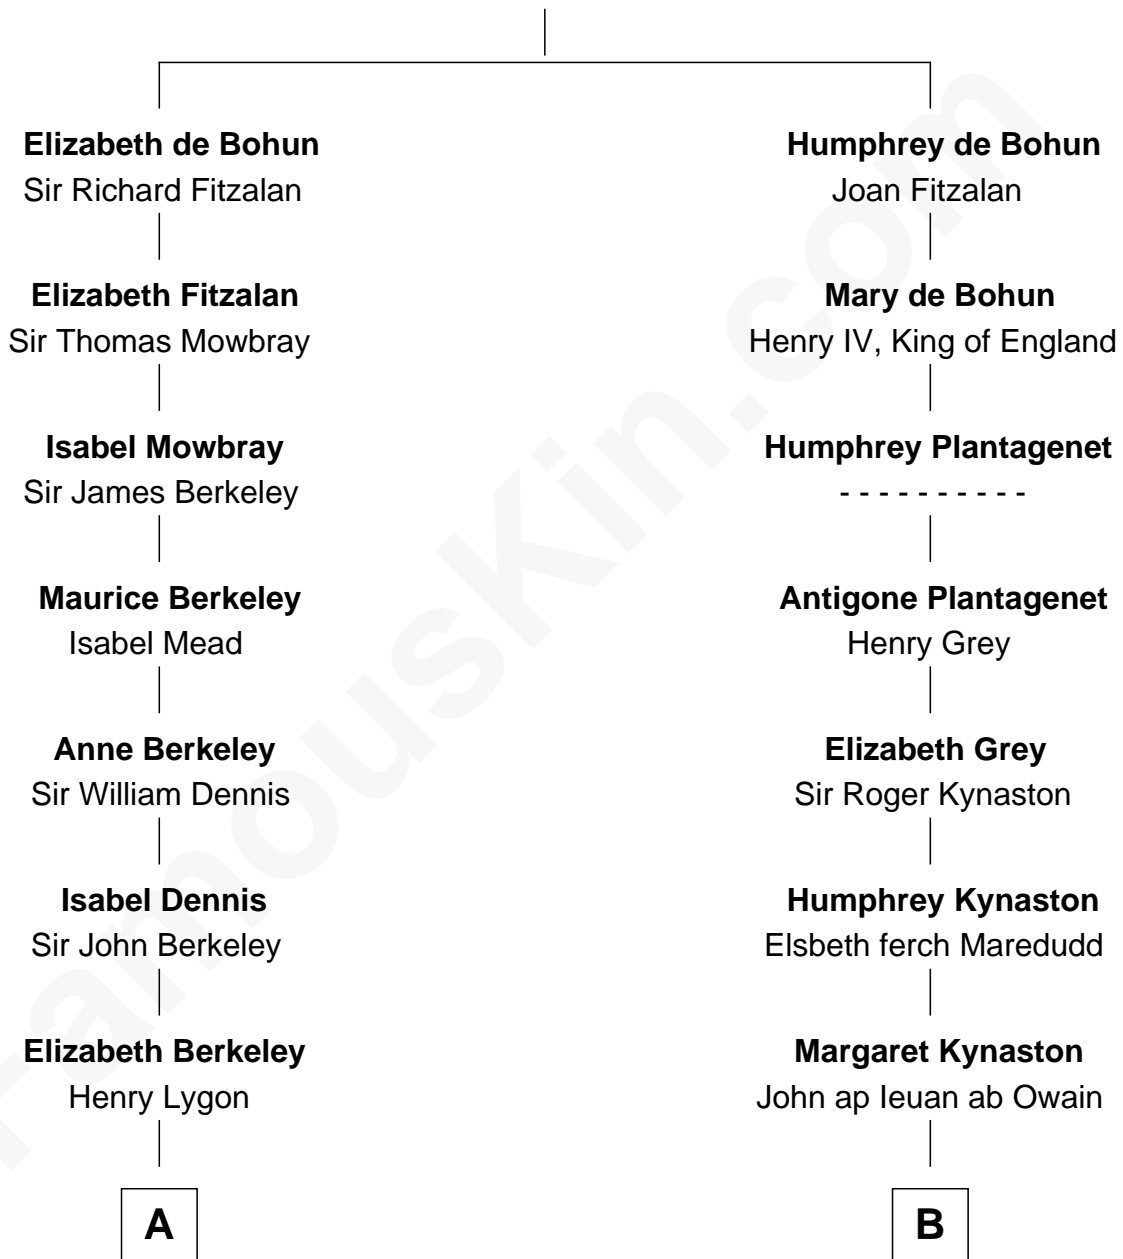 Elizabeth de Bohun
Sir Richard Fitzalan
Humphrey de Bohun
Joan Fitzalan
Elizabeth Fitzalan
Sir Thomas Mowbray
Mary de Bohun
Henry IV, King of England
Isabel Mowbray
Sir James Berkeley
Humphrey Plantagenet
- - - - - - - - - -
Maurice Berkeley
Isabel Mead
Antigone Plantagenet
Henry Grey
Anne Berkeley
Sir William Dennis
Elizabeth Grey
Sir Roger Kynaston
Isabel Dennis
Sir John Berkeley
Humphrey Kynaston
Elsbeth ferch Maredudd
Elizabeth Berkeley
Henry Lygon
Margaret Kynaston
John ap Ieuan ab Owain
A
B
FamousKin.com